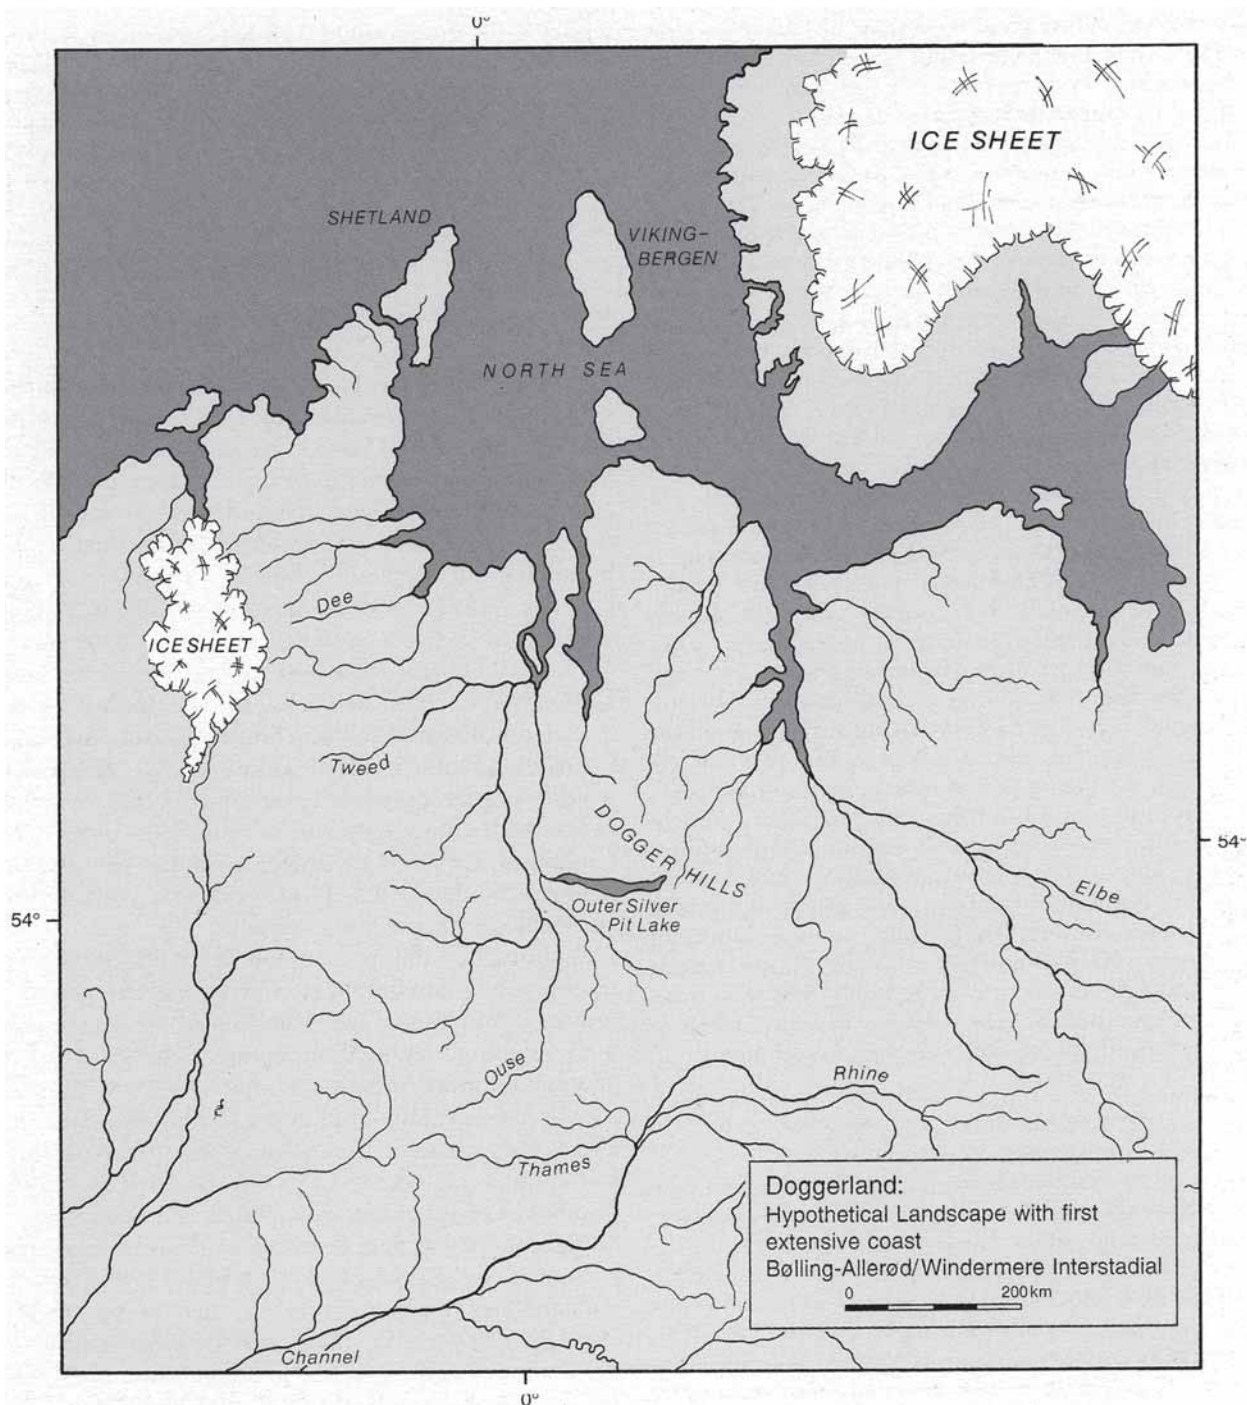 0°
ICE SHEET
SHETLAND
VIKING-
BERGEN
NORTH SEA
Dee
ICE SHEET
Tweed
DOGGER HILLS
54°
Elbe
Outer Silver
Pit Lake
54°
Ouse
Rhine
Thames
Doggerland:
Hypothetical Landscape with first
extensive coast
Bølling-Allerød/Windermere Interstadial
0 200km
Channel
0°